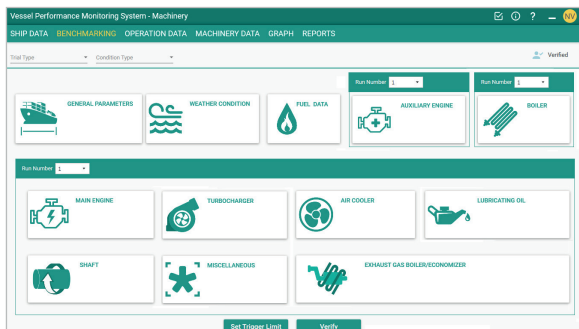 Vessel Performance Monitoring System - Machinery
? NV
SHIP DATA BENCHMARKING OPERATION DATA MACHINERY DATA GRAPH REPORTS
Trial Type Condition Type Verified
Run Number 1 Run Number 1
GENERAL PARAMETERS WEATHER CONDITION FUEL DATA AUXILIARY ENGINE BOILER
Run Number 1
MAIN ENGINE TURBOCHARGER AIR COOLER LUBRICATING OIL
SHAFT MISCELLANEOUS EXHAUST GAS BOILER/ECONOMIZER
Set Trigger Limit Verify